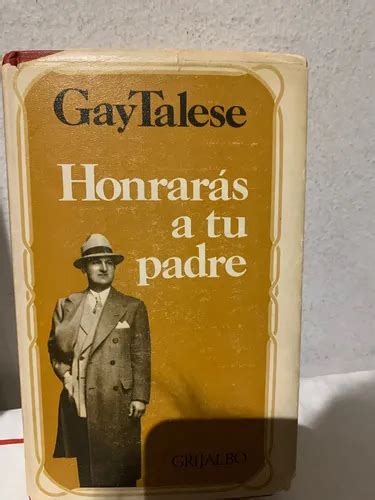 Gay Talese
Honrarás
a tu
padre
GRIJALBO